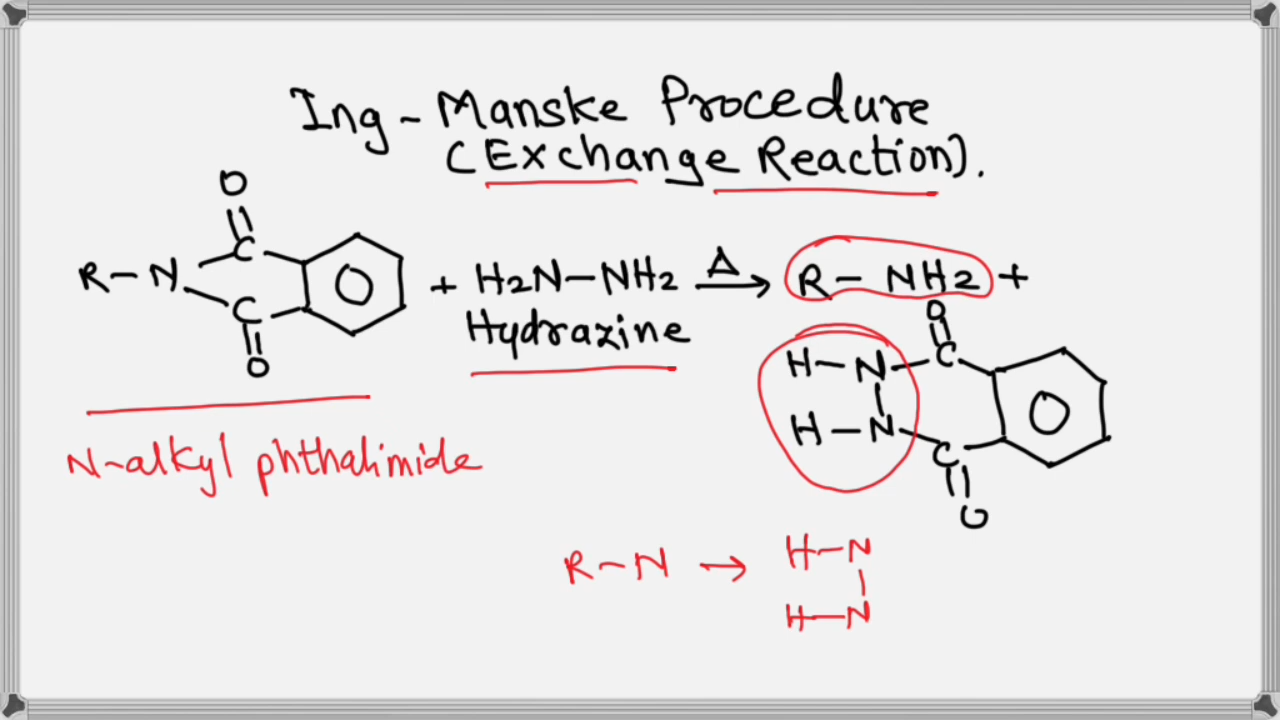 Ing - Manske Procedure
(Exchange Reaction).
O
C
R - N
C
O
+ H2N-NH2
Hydrazine
Δ
R - NH2 +
O
H-N C
O
H-N C
O
N-alkyl phthalimide
R-N → H-N
H-N